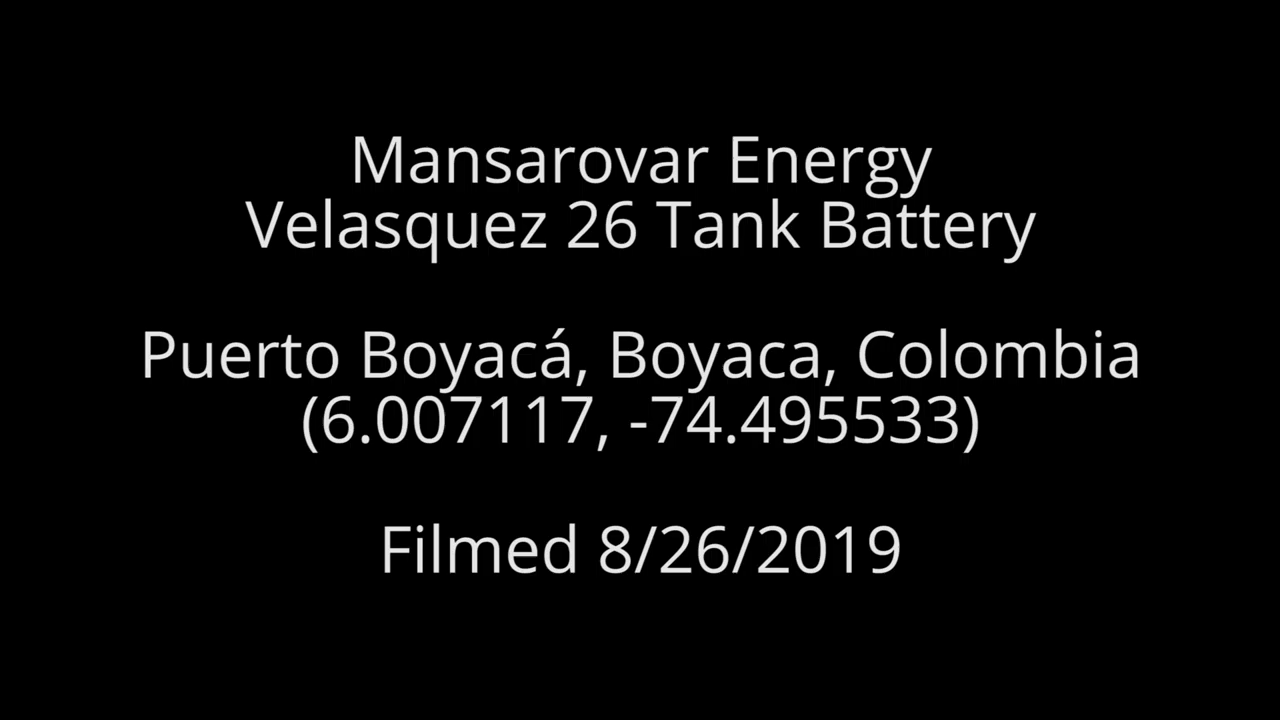 Mansarovar Energy
Velasquez 26 Tank Battery
Puerto Boyacá, Boyaca, Colombia
(6.007117, -74.495533)
Filmed 8/26/2019